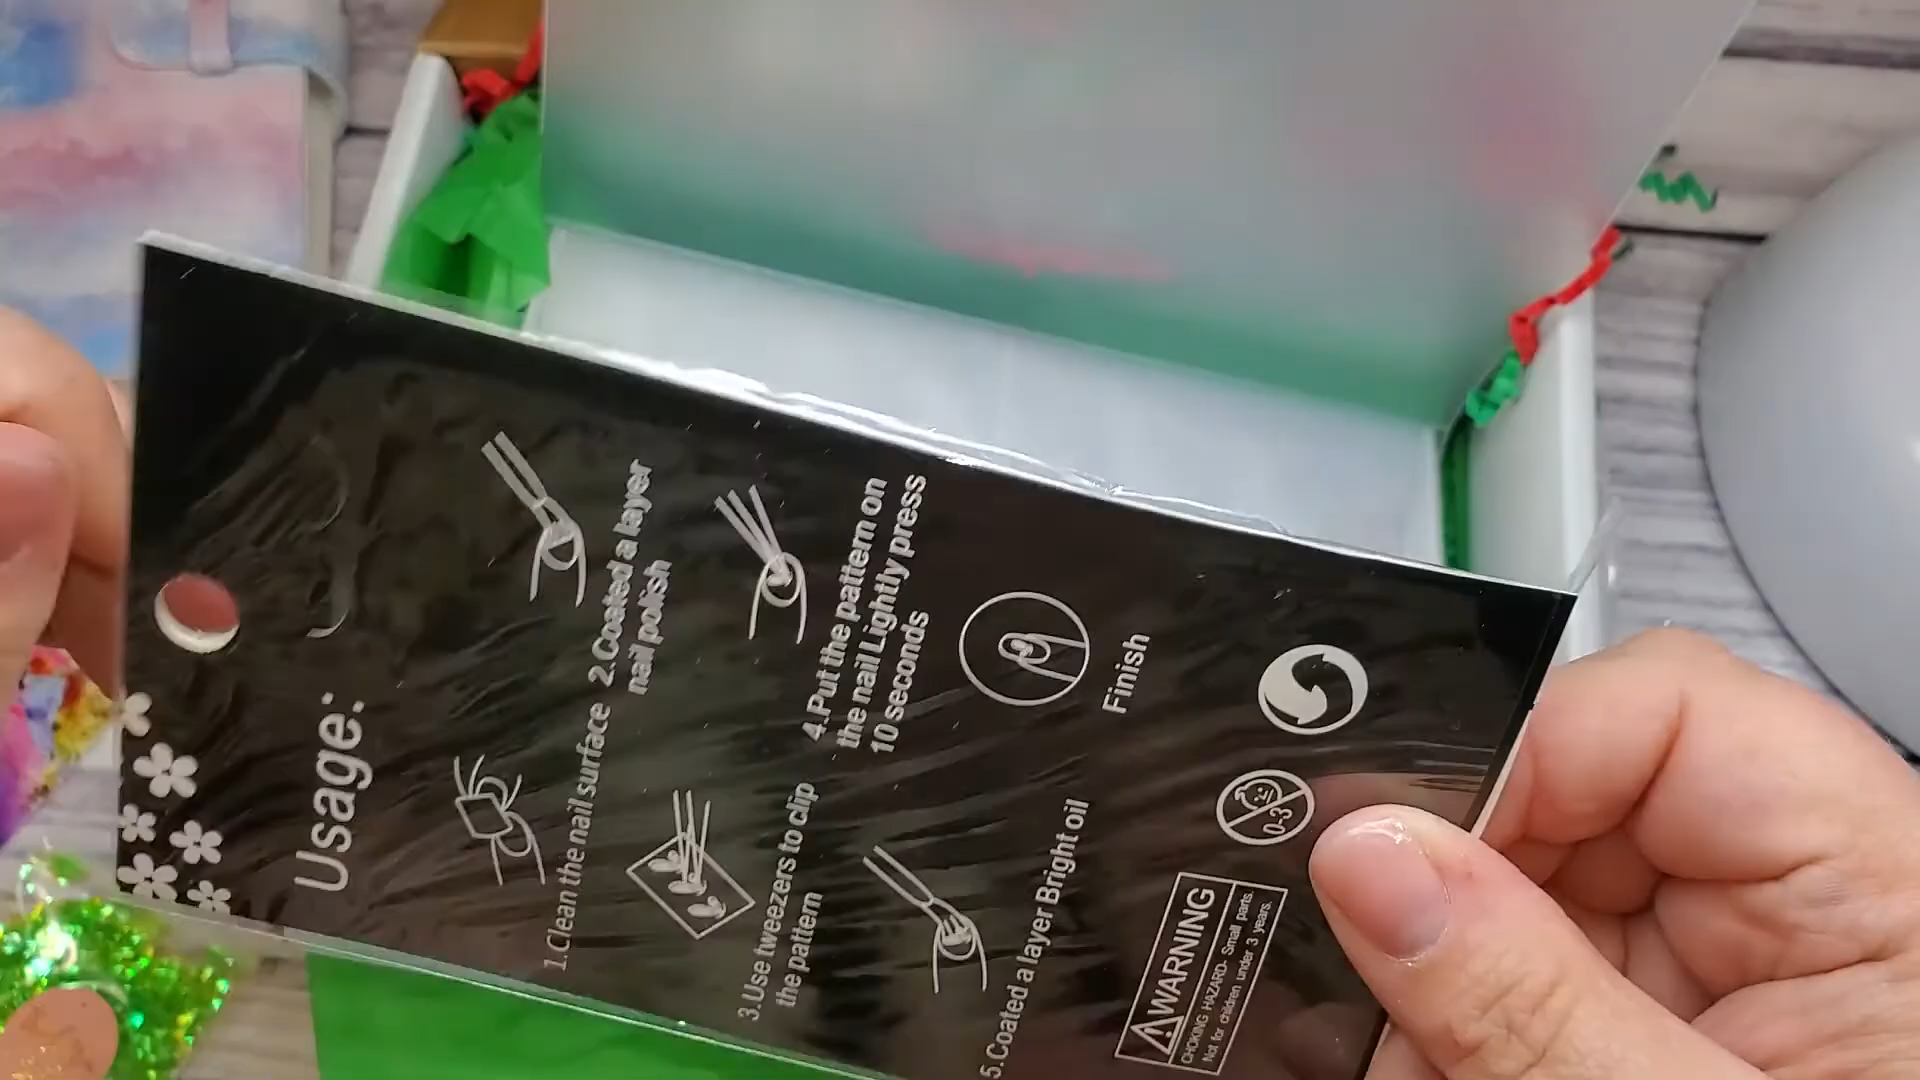 Usage:
1.Clean the nail surface
2.Coated a layer
nail polish
3.Use tweezers to clip
the pattern
4.Put the pattern on
the nail Lightly press
10 seconds
5.Coated a layer Bright oil
Finish
WARNING
CHOKING HAZARD- Small parts.
Not for children under 3 years.
0-3